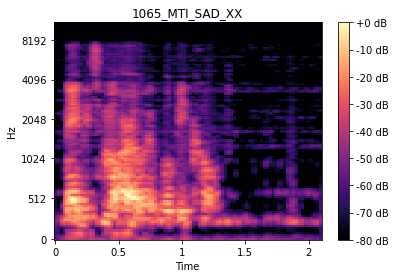 1065_MTI_SAD_XX
Hz
8192
4096
2048
1024
512
0
0
0.5
1
1.5
2
Time
+0 dB
-10 dB
-20 dB
-30 dB
-40 dB
-50 dB
-60 dB
-70 dB
-80 dB